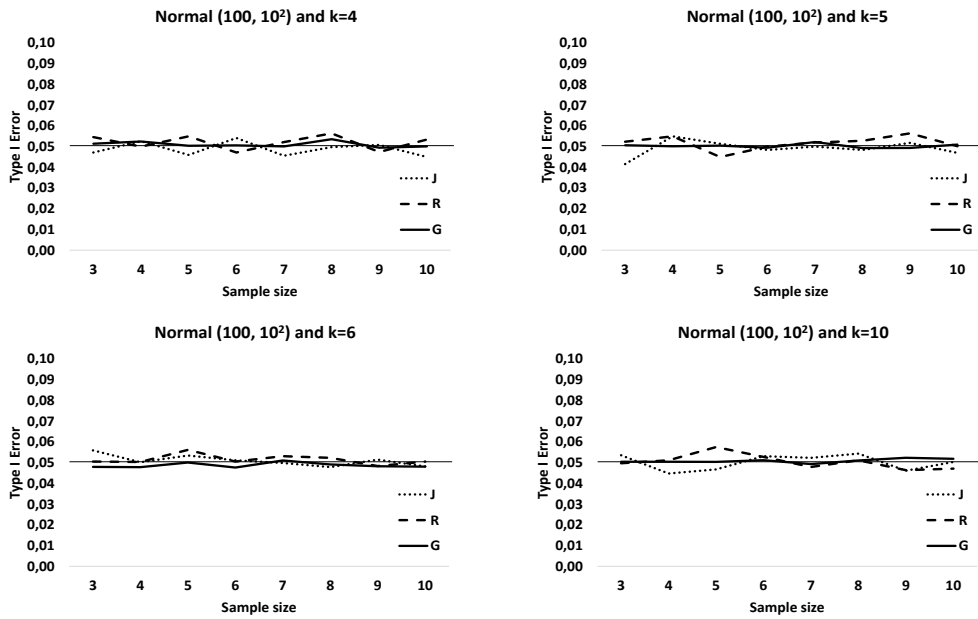 Normal (100, 10²) and k=4
0,10
0,09
0,08
0,07
0,06
0,05
0,04
0,03
0,02
0,01
0,00
Type I Error
J
R
G
3 4 5 6 7 8 9 10
Sample size
Normal (100, 10²) and k=5
0,10
0,09
0,08
0,07
0,06
0,05
0,04
0,03
0,02
0,01
0,00
Type I Error
J
R
G
3 4 5 6 7 8 9 10
Sample size
Normal (100, 10²) and k=6
0,10
0,09
0,08
0,07
0,06
0,05
0,04
0,03
0,02
0,01
0,00
Type I Error
J
R
G
3 4 5 6 7 8 9 10
Sample size
Normal (100, 10²) and k=10
0,10
0,09
0,08
0,07
0,06
0,05
0,04
0,03
0,02
0,01
0,00
Type I Error
J
R
G
3 4 5 6 7 8 9 10
Sample size